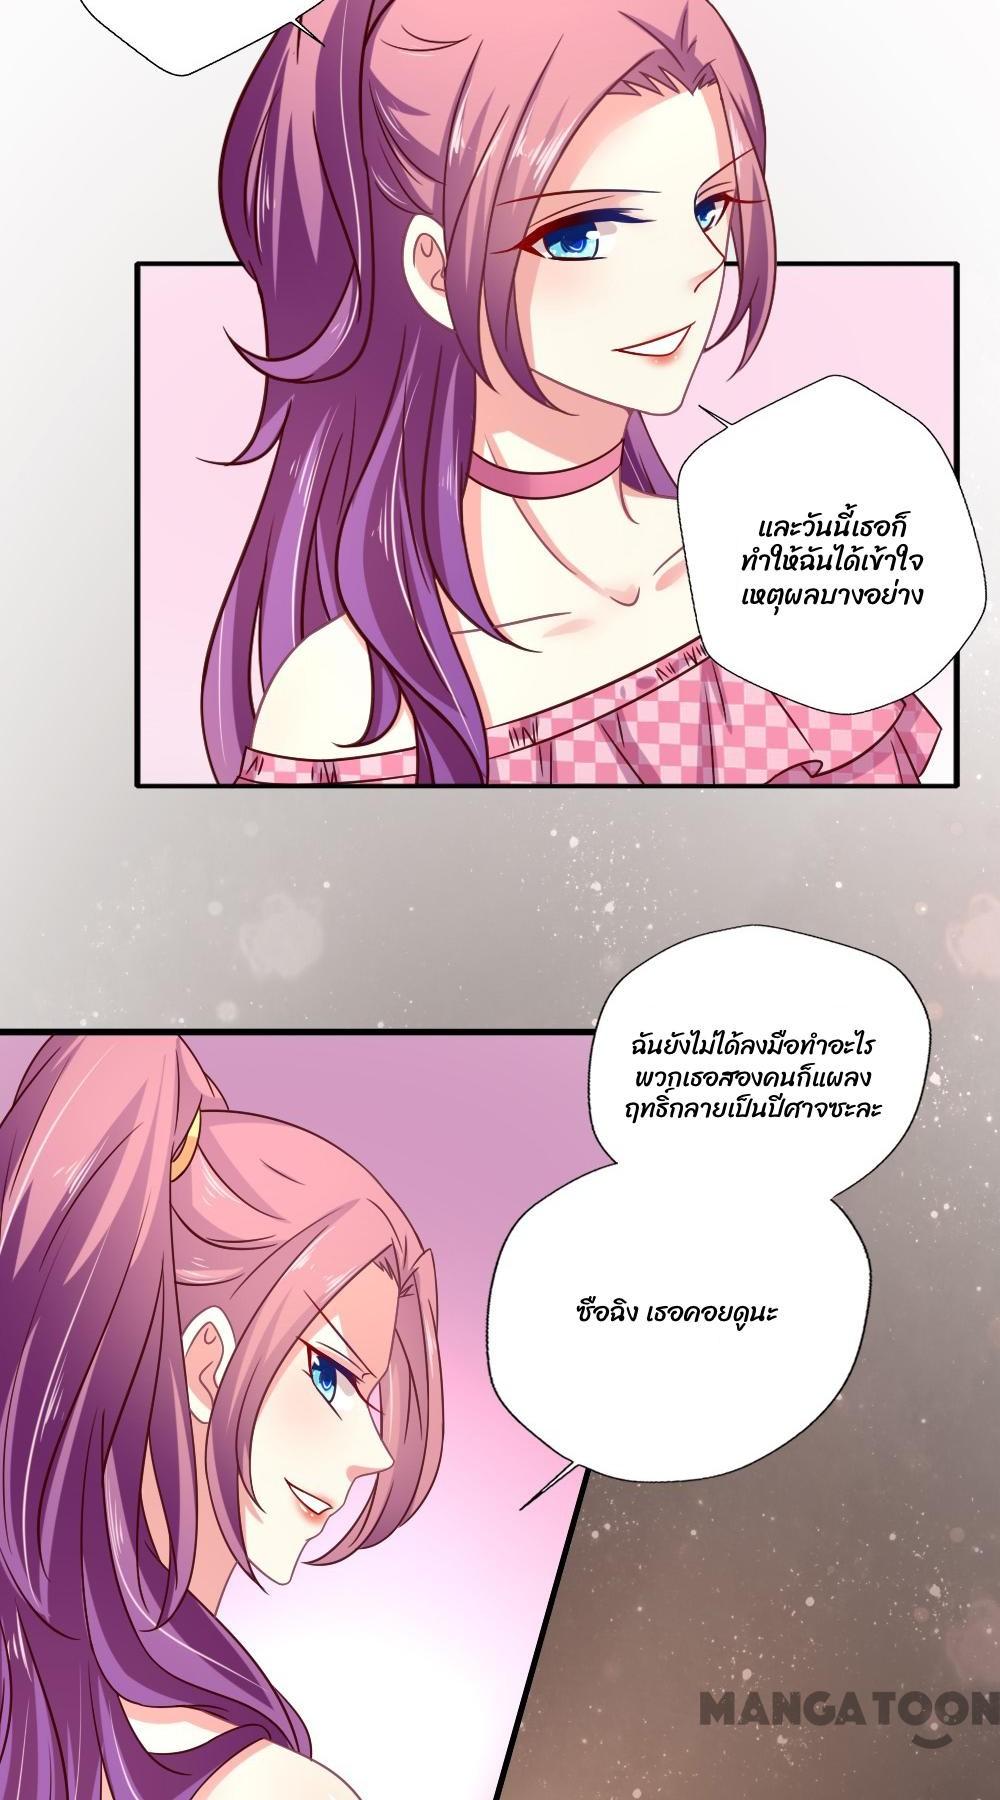 และวันนี้เธอก็
ทำให้ฉันได้เข้าใจ
เหตุผลบางอย่าง
ฉันยังไม่ได้ลงมือทำอะไร
พวกเธอสองคนก็แผลง
ฤทธิ์กลายเป็นปีศาจซะละ
ซือฉิง เธอคอยดูนะ
MANGATOON